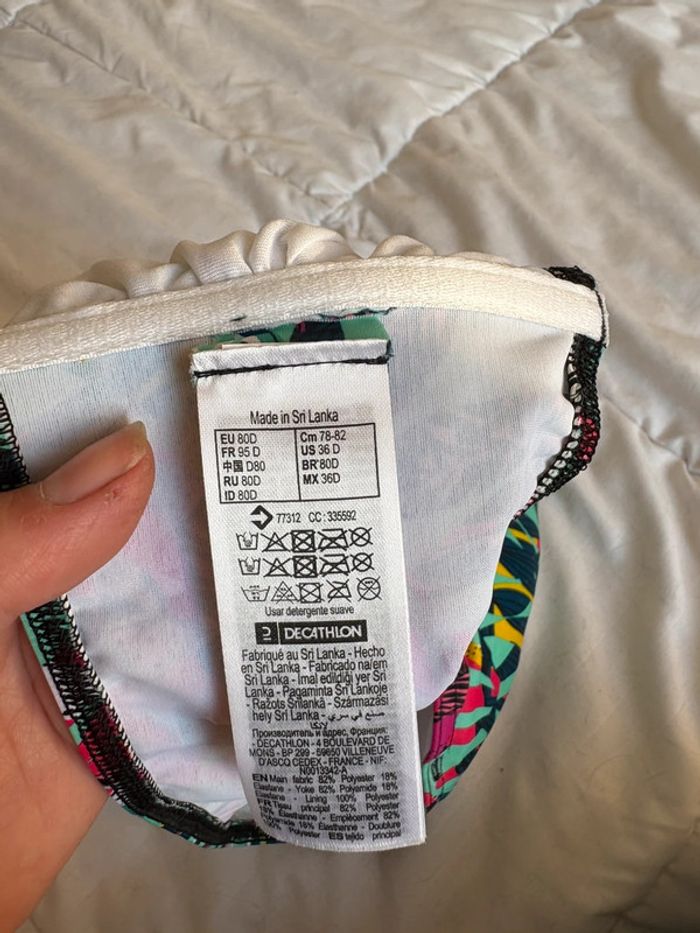 Made in Sri Lanka
EU 80D
FR 95 D
中国 D80
RU 80D
ID 80D
Cm 78-82
US 36 D
BR 80D
MX 36D
77312 CC : 335592
Usar detergente suave
DECATHLON
Fabriqué au Sri Lanka - Hecho
en Sri Lanka - Fabricado na/em
Sri Lanka - İmal edildiği yer Sri
Lanka - Pagaminta Šri Lankoje
- Ražots Šrilankā - Származási
hely Srí Lanka - صنع في سري
لانكا
Производитель и адрес, Франция:
- DECATHLON - 4 BOULEVARD DE
MONS - BP 299 - 59650 VILLENEUVE
D'ASCQ CEDEX - FRANCE - NIF:
N0013342-A
EN Main fabric 82% Polyester 18%
Elastane - Yoke 82% Polyamide 18%
Elastane - Lining 100% Polyester
FR Tissu principal 82% Polyester
18% Élasthanne - Empiècement 82%
Polyamide 18% Élasthanne - Doublure
100% Polyester ES tejido principal